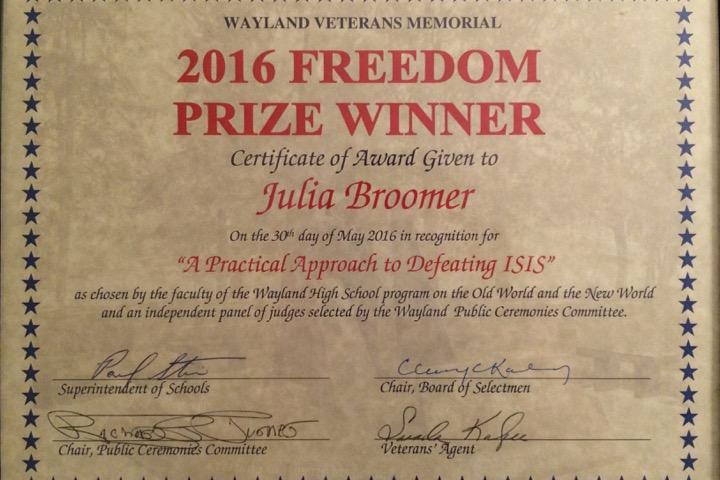 WAYLAND VETERANS MEMORIAL
2016 FREEDOM
PRIZE WINNER
Certificate of Award Given to
Julia Broomer
On the 30th day of May 2016 in recognition for
“A Practical Approach to Defeating ISIS”
as chosen by the faculty of the Wayland High School program on the Old World and the New World
and an independent panel of judges selected by the Wayland Public Ceremonies Committee.
Superintendent of Schools
Chair, Board of Selectmen
Chair, Public Ceremonies Committee
Veterans' Agent